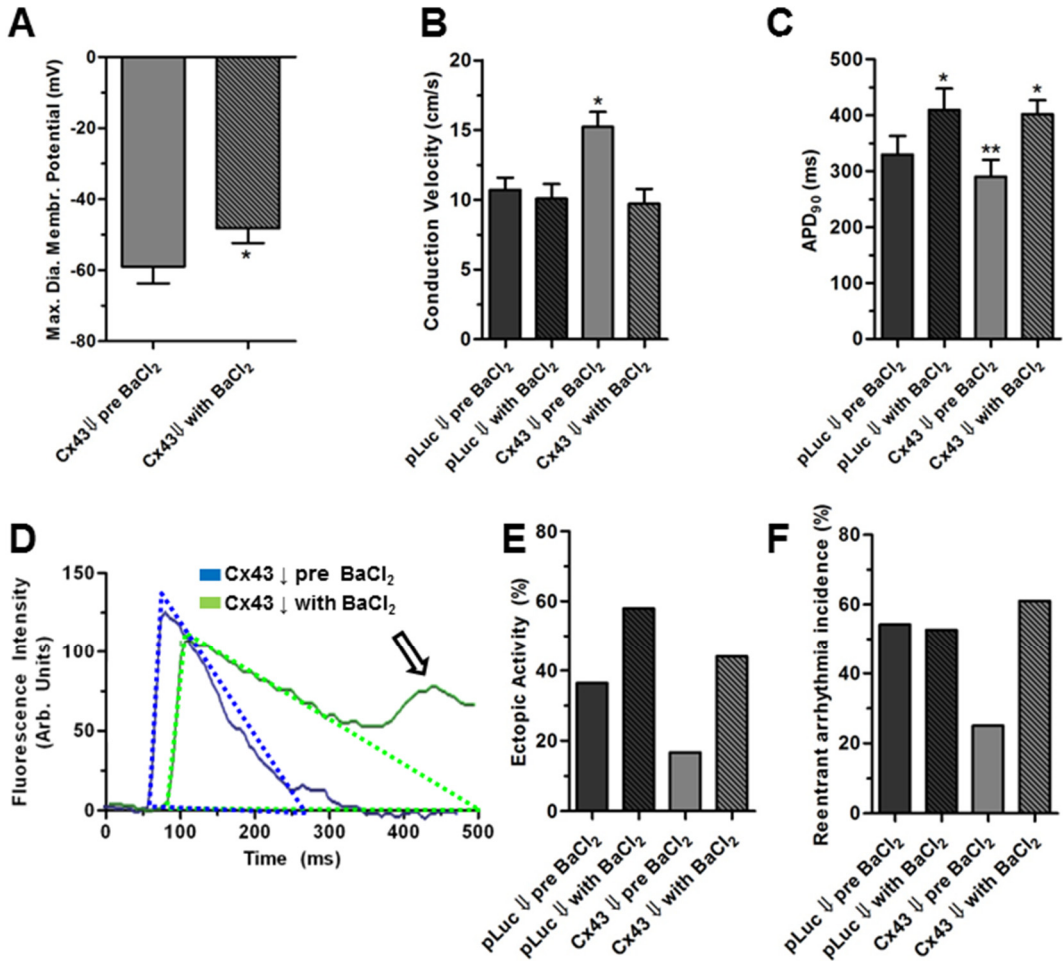 A
Max. Dia. Membr. Potential (mV)
0
-20
-40
-60
-80
*
Cx43⇓ pre BaCl₂
Cx43⇓ with BaCl₂
B
Conduction Velocity (cm/s)
20
15
10
5
0
*
pLuc ⇓ pre BaCl₂
pLuc ⇓ with BaCl₂
Cx43 ⇓ pre BaCl₂
Cx43 ⇓ with BaCl₂
C
APD₉₀ (ms)
500
400
300
200
100
0
*
**
*
pLuc ⇓ pre BaCl₂
pLuc ⇓ with BaCl₂
Cx43 ⇓ pre BaCl₂
Cx43 ⇓ with BaCl₂
D
Fluorescence Intensity
(Arb. Units)
150
100
50
0
Cx43 ↓ pre BaCl₂
Cx43 ↓ with BaCl₂
0 100 200 300 400 500
Time (ms)
E
Ectopic Activity (%)
80
60
40
20
0
pLuc ⇓ pre BaCl₂
pLuc ⇓ with BaCl₂
Cx43 ⇓ pre BaCl₂
Cx43 ⇓ with BaCl₂
F
Reentrant arrhythmia incidence (%)
80
60
40
20
0
pLuc ⇓ pre BaCl₂
pLuc ⇓ with BaCl₂
Cx43 ⇓ pre BaCl₂
Cx43 ⇓ with BaCl₂